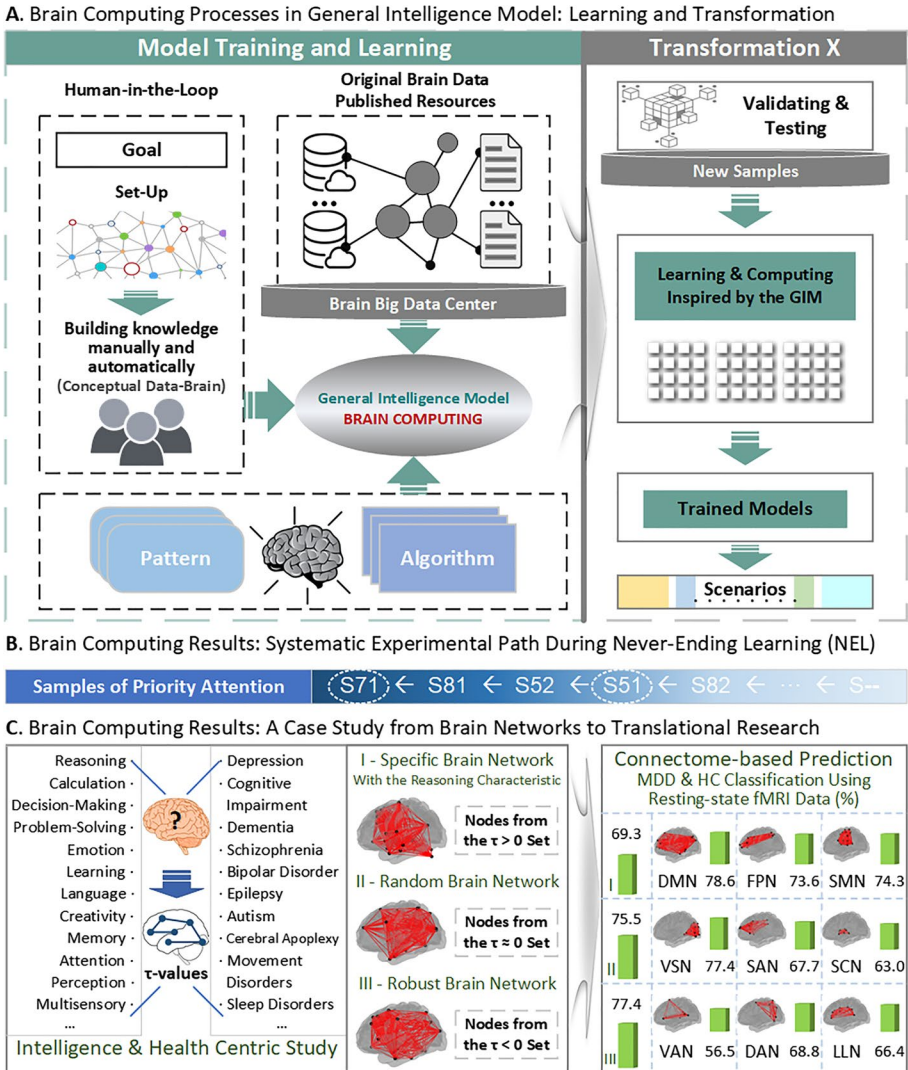 A. Brain Computing Processes in General Intelligence Model: Learning and Transformation
Model Training and Learning
Human-in-the-Loop
Goal
Set-Up
Building knowledge
manually and
automatically
(Conceptual Data-Brain)
Original Brain Data
Published Resources
Brain Big Data Center
General Intelligence Model
BRAIN COMPUTING
Pattern
Algorithm
Transformation X
Validating &
Testing
New Samples
Learning & Computing
Inspired by the GIM
Trained Models
Scenarios
B. Brain Computing Results: Systematic Experimental Path During Never-Ending Learning (NEL)
Samples of Priority Attention
S71 ← S81 ← S52 ← S51 ← S82 ← ... ← S--
C. Brain Computing Results: A Case Study from Brain Networks to Translational Research
Reasoning ·
Calculation ·
Decision-Making ·
Problem-Solving ·
Emotion ·
Learning ·
Language ·
Creativity ·
Memory ·
Attention ·
Perception ·
Multisensory ·
...
?
τ-values
· Depression
· Cognitive
Impairment
· Dementia
· Schizophrenia
· Bipolar Disorder
· Epilepsy
· Autism
· Cerebral Apoplexy
· Movement
Disorders
· Sleep Disorders
...
Intelligence & Health Centric Study
I - Specific Brain Network
With the Reasoning Characteristic
Nodes from
the τ > 0 Set
II - Random Brain Network
Nodes from
the τ ≈ 0 Set
III - Robust Brain Network
Nodes from
the τ < 0 Set
Connectome-based Prediction
MDD & HC Classification Using
Resting-state fMRI Data (%)
69.3
I
DMN 78.6 FPN 73.6 SMN 74.3
75.5
II
VSN 77.4 SAN 67.7 SCN 63.0
77.4
III
VAN 56.5 DAN 68.8 LLN 66.4